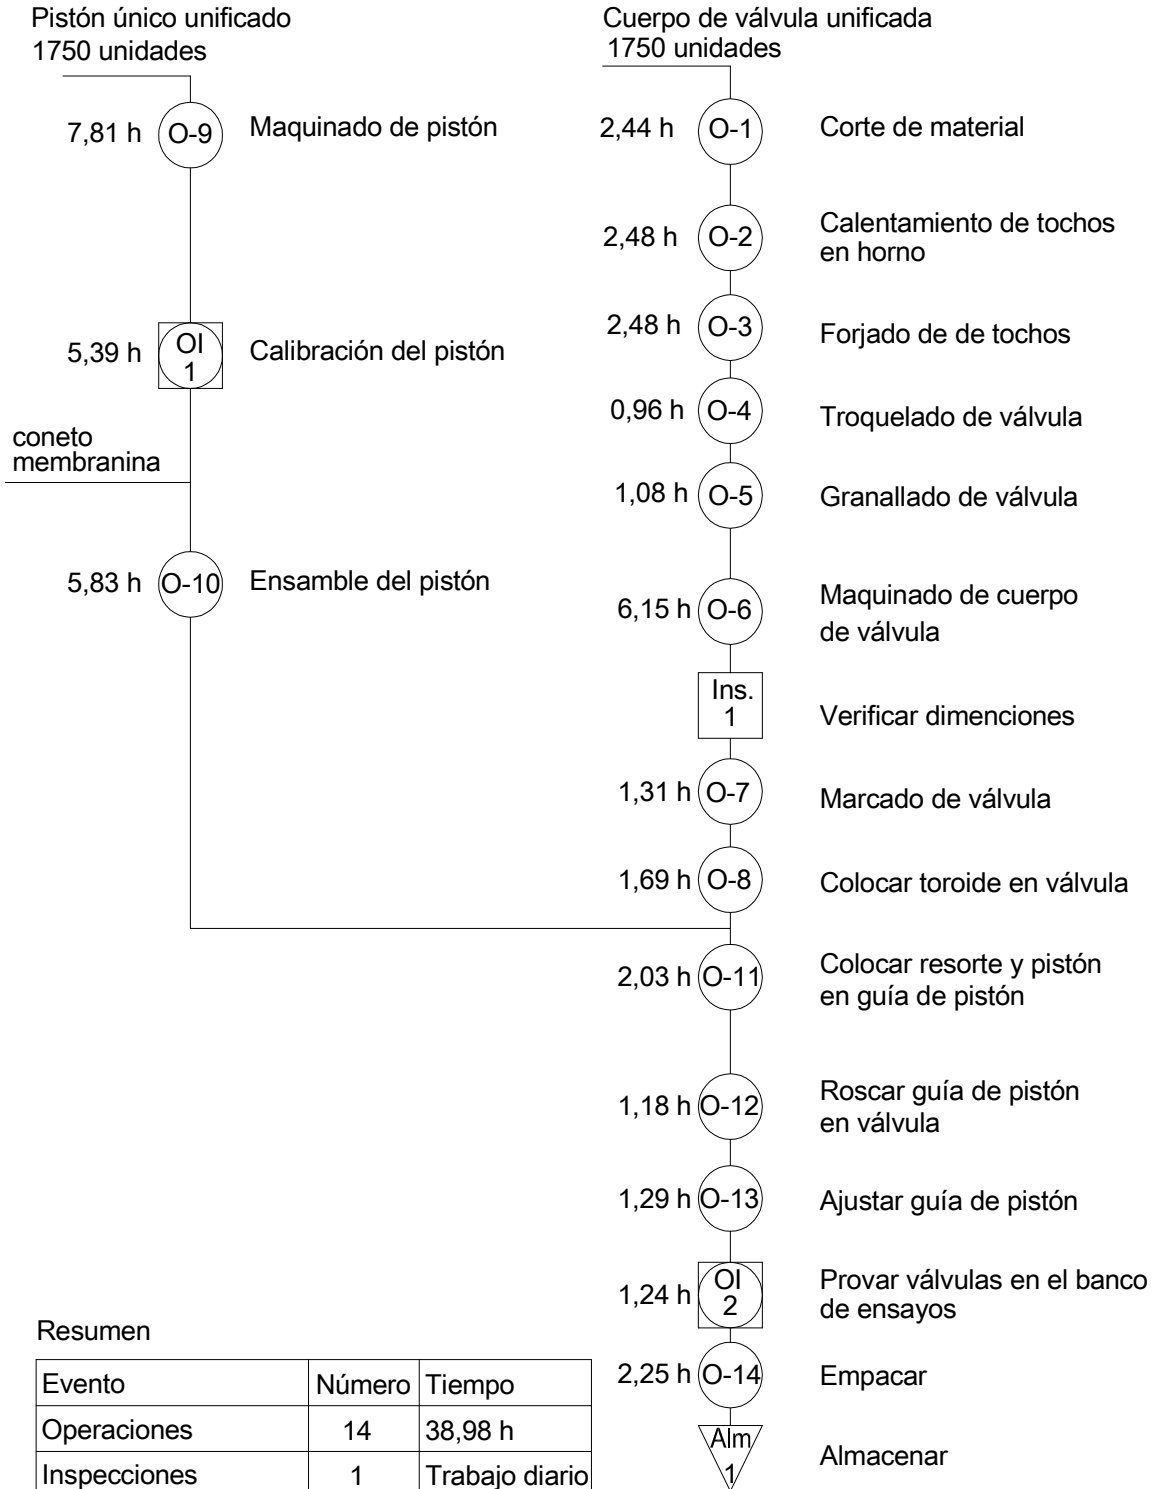 Pistón único unificado
1750 unidades
7,81 h
O-9
Maquinado de pistón
5,39 h
OI
1
Calibración del pistón
coneto
membranina
5,83 h
O-10
Ensamble del pistón
Cuerpo de válvula unificada
1750 unidades
2,44 h
O-1
Corte de material
2,48 h
O-2
Calentamiento de tochos
en horno
2,48 h
O-3
Forjado de de tochos
0,96 h
O-4
Troquelado de válvula
1,08 h
O-5
Granallado de válvula
6,15 h
O-6
Maquinado de cuerpo
de válvula
Ins.
1
Verificar dimenciones
1,31 h
O-7
Marcado de válvula
1,69 h
O-8
Colocar toroide en válvula
2,03 h
O-11
Colocar resorte y pistón
en guía de pistón
1,18 h
O-12
Roscar guía de pistón
en válvula
1,29 h
O-13
Ajustar guía de pistón
1,24 h
OI
2
Provar válvulas en el banco
de ensayos
2,25 h
O-14
Empacar
Alm
1
Almacenar
Resumen
Evento Número Tiempo
Operaciones 14 38,98 h
Inspecciones 1 Trabajo diario